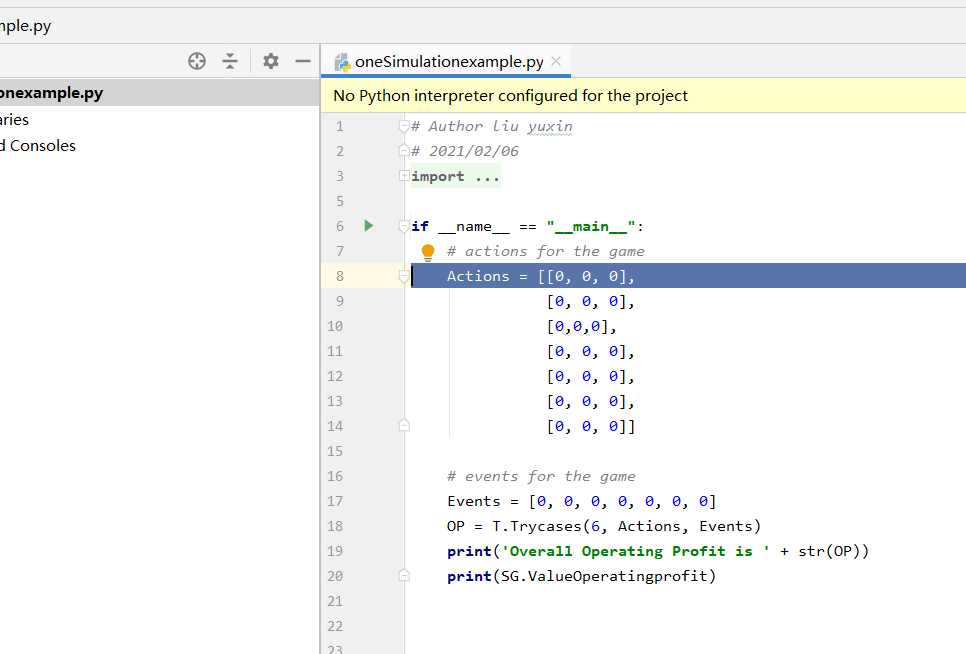 nple.py
onexample.py
aries
d Consoles
oneSimulationexample.py
No Python interpreter configured for the project
1 # Author liu yuxin
2 # 2021/02/06
3 import ...
5
6 if __name__ == "__main__":
7 # actions for the game
8 Actions = [[0, 0, 0],
9 [0, 0, 0],
10 [0,0,0],
11 [0, 0, 0],
12 [0, 0, 0],
13 [0, 0, 0],
14 [0, 0, 0]]
15
16 # events for the game
17 Events = [0, 0, 0, 0, 0, 0, 0]
18 OP = T.Trycases(6, Actions, Events)
19 print('Overall Operating Profit is ' + str(OP))
20 print(SG.ValueOperatingprofit)
21
22
23